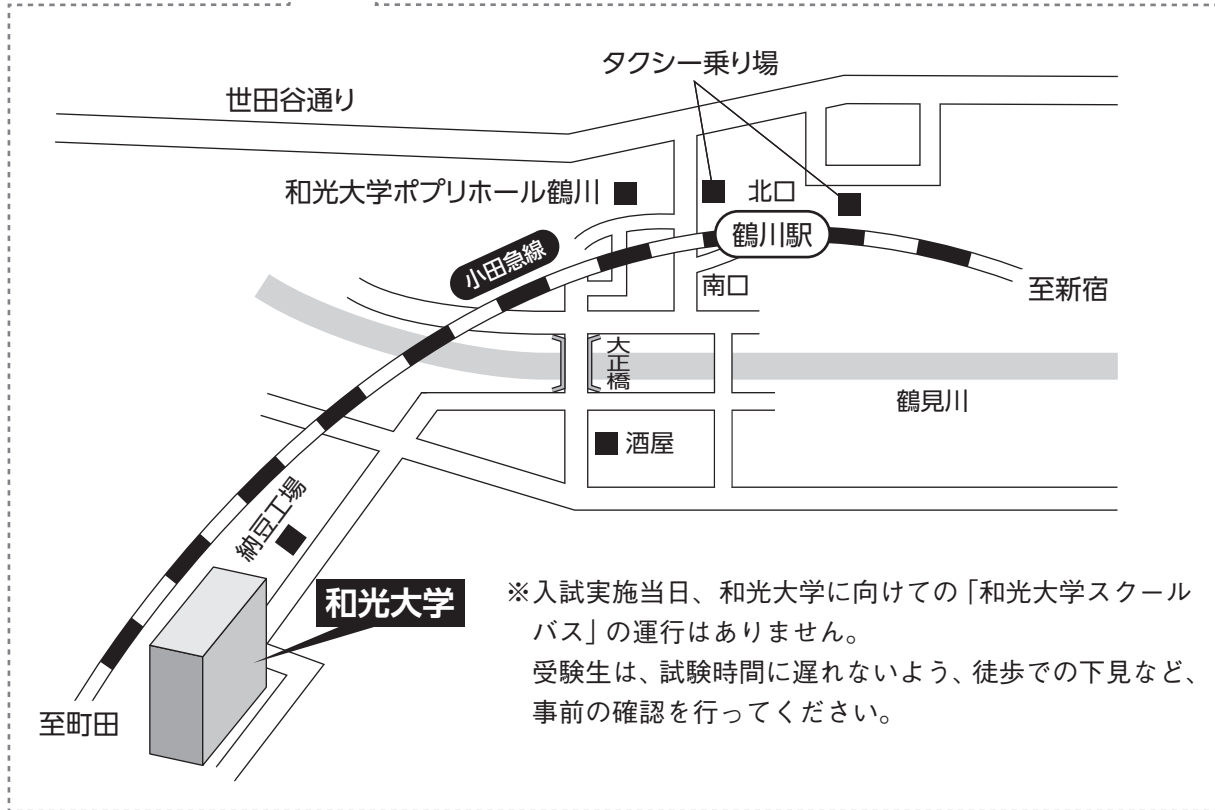 タクシー乗り場
世田谷通り
和光大学ポプリホール鶴川
北口
鶴川駅
小田急線
南口
至新宿
大正橋
鶴見川
酒屋
納豆工場
和光大学
至町田
※入試実施当日、和光大学に向けての「和光大学スクール
バス」の運行はありません。
受験生は、試験時間に遅れないよう、徒歩での下見など、
事前の確認を行ってください。